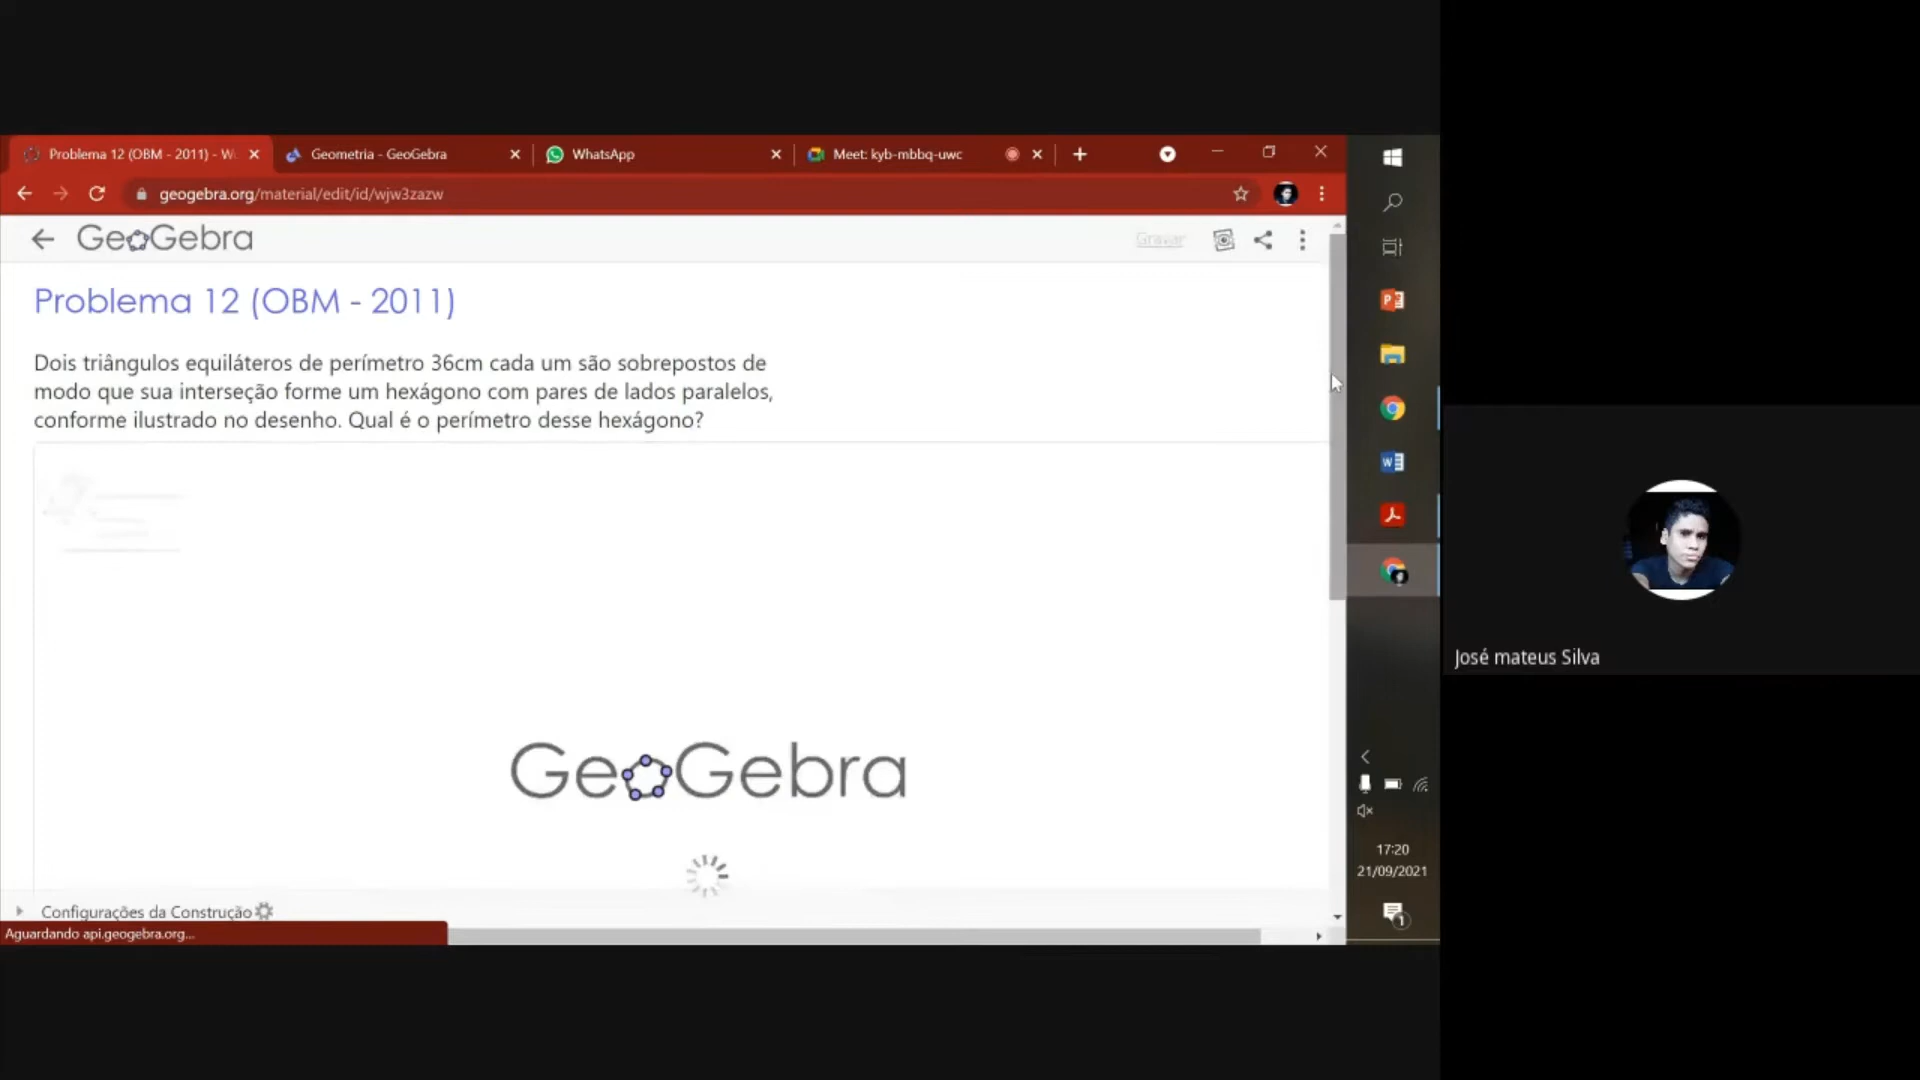 Problema 12 (OBM - 2011) - W
Geometria - GeoGebra
WhatsApp
Meet: kyb-mbbq-uwc
geogebra.org/material/edit/id/wjw3zazw
GeoGebra
Gravar
Problema 12 (OBM - 2011)
Dois triângulos equiláteros de perímetro 36cm cada um são sobrepostos de
modo que sua interseção forme um hexágono com pares de lados paralelos,
conforme ilustrado no desenho. Qual é o perímetro desse hexágono?
GeoGebra
Configurações da Construção
Aguardando api.geogebra.org...
17:20
21/09/2021
1
José mateus Silva